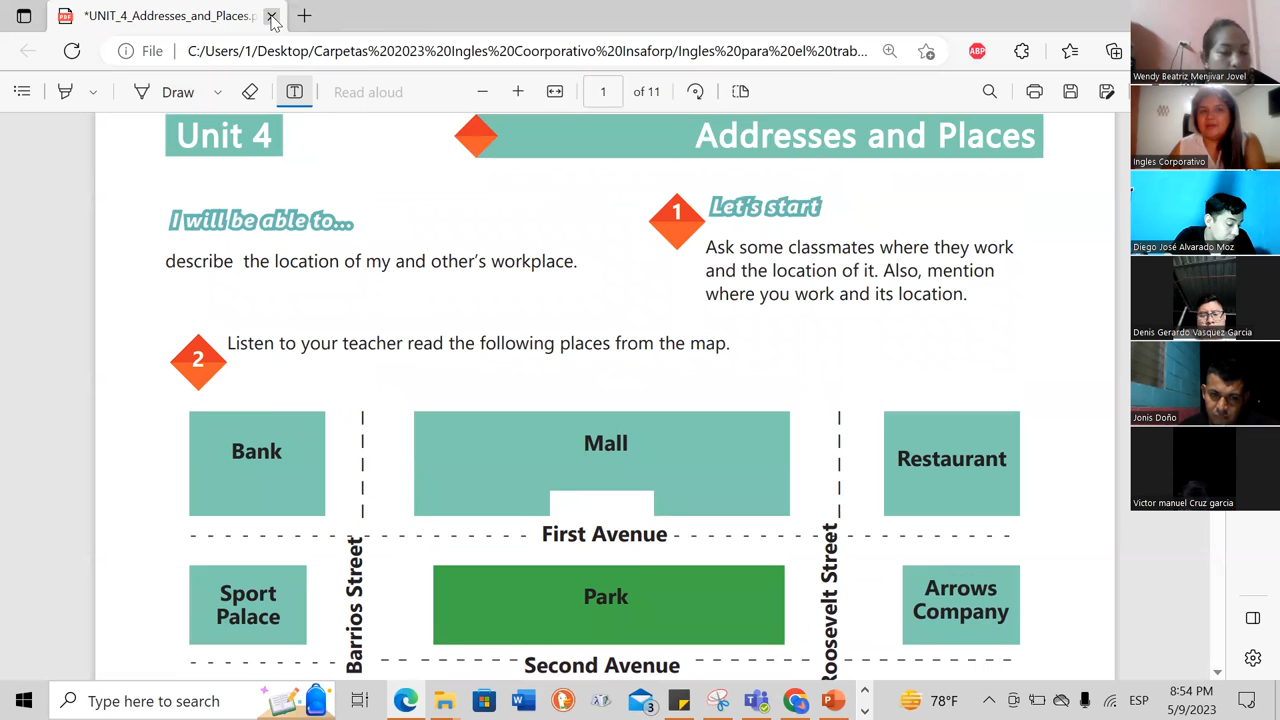 *UNIT_4_Addresses_and_Places.p
File
C:/Users/1/Desktop/Carpetas%202023%20Ingles%20Coorporativo%20Insaforp/Ingles%20para%20el%20trab...
ABP
Draw
Read aloud
1
of 11
Unit 4
Addresses and Places
I will be able to...
describe the location of my and other's workplace.
1
Let's start
Ask some classmates where they work
and the location of it. Also, mention
where you work and its location.
2
Listen to your teacher read the following places from the map.
Bank
Mall
Restaurant
First Avenue
Barrios Street
Roosevelt Street
Sport
Palace
Park
Arrows
Company
Second Avenue
Wendy Beatriz Menjivar Jovel
Ingles Corporativo
Diego José Alvarado Moz
Denis Gerardo Vasquez Garcia
Jonis Doño
Victor manuel Cruz garcia
Type here to search
3
78°F
ESP
8:54 PM
5/9/2023